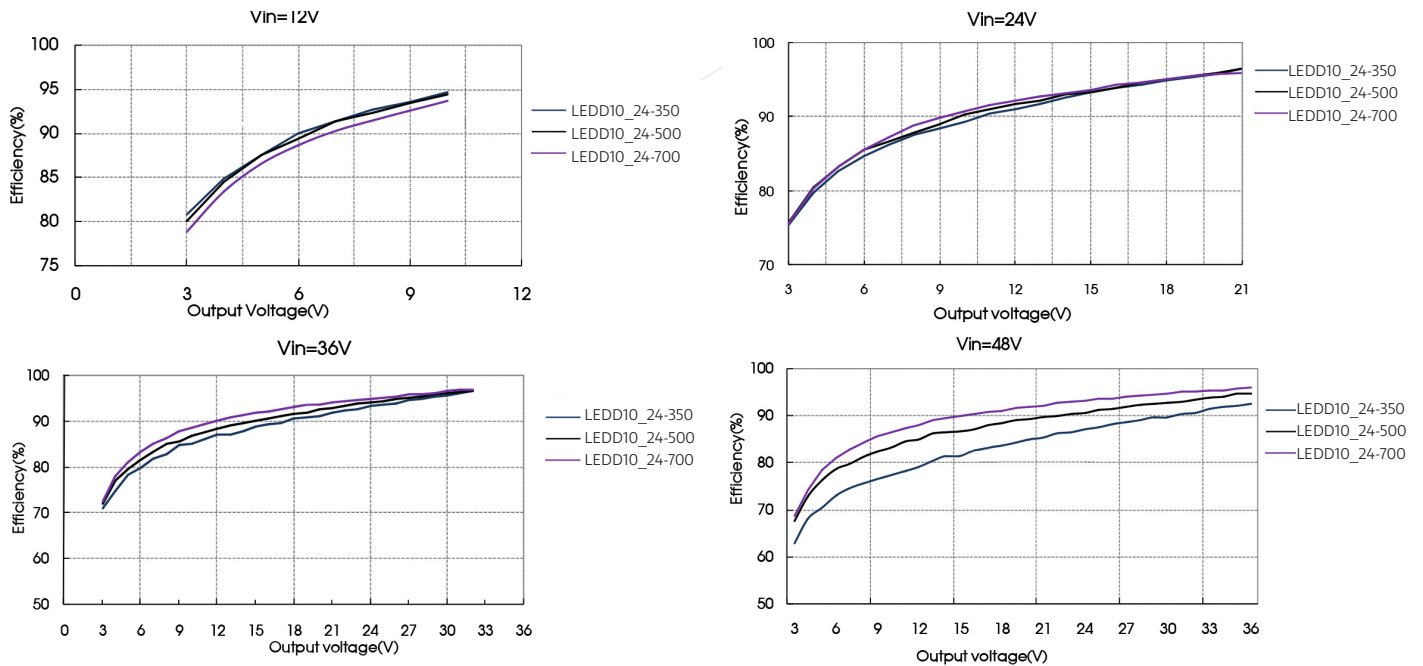 Vin=12V
100
95
90
85
80
75
Efficiency(%)
0 3 6 9 12
Output Voltage(V)
LEDD10_24-350
LEDD10_24-500
LEDD10_24-700
Vin=24V
100
90
80
70
Efficiency(%)
3 6 9 12 15 18 21
Output voltage(V)
LEDD10_24-350
LEDD10_24-500
LEDD10_24-700
Vin=36V
100
90
80
70
60
50
Efficiency(%)
0 3 6 9 12 15 18 21 24 27 30 33 36
Output voltage(V)
LEDD10_24-350
LEDD10_24-500
LEDD10_24-700
Vin=48V
100
90
80
70
60
50
Efficiency(%)
3 6 9 12 15 18 21 24 27 30 33 36
Output voltage(V)
LEDD10_24-350
LEDD10_24-500
LEDD10_24-700